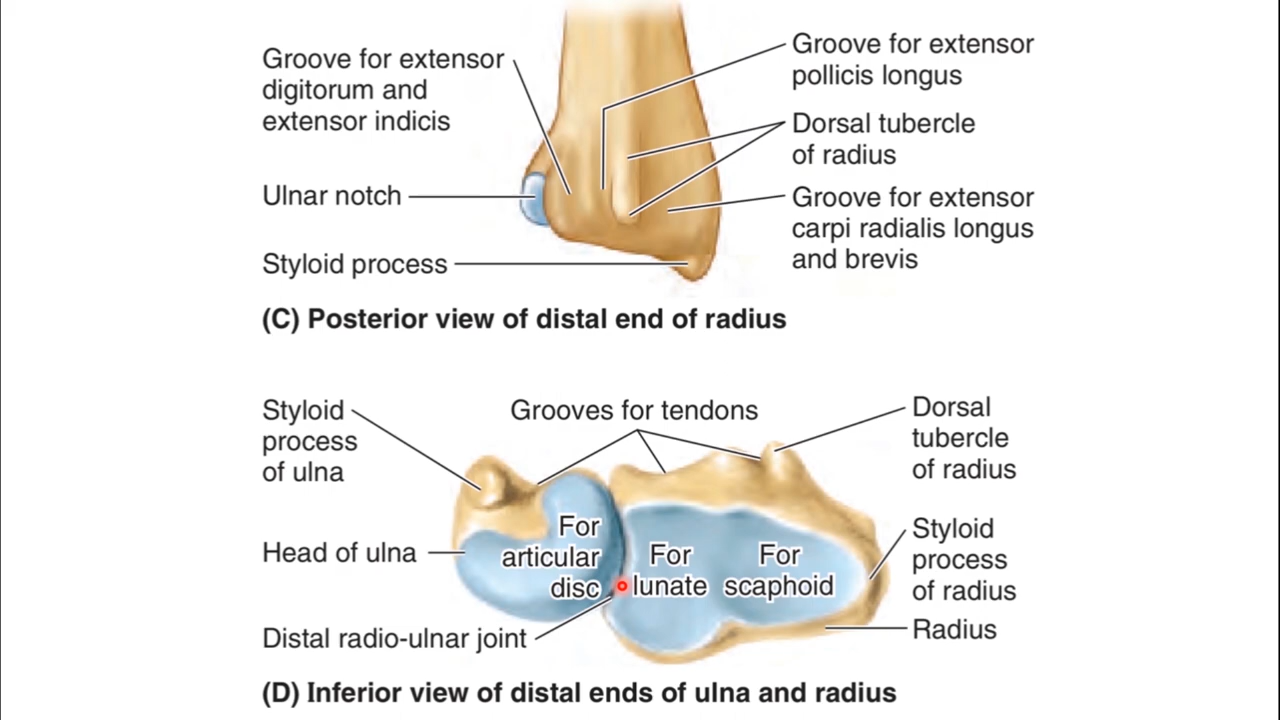 Groove for extensor
digitorum and
extensor indicis
Groove for extensor
pollicis longus
Dorsal tubercle
of radius
Ulnar notch
Groove for extensor
carpi radialis longus
and brevis
Styloid process
(C) Posterior view of distal end of radius
Styloid
process
of ulna
Grooves for tendons
Dorsal
tubercle
of radius
Head of ulna
For
articular
disc
For
lunate
For
scaphoid
Styloid
process
of radius
Distal radio-ulnar joint
Radius
(D) Inferior view of distal ends of ulna and radius